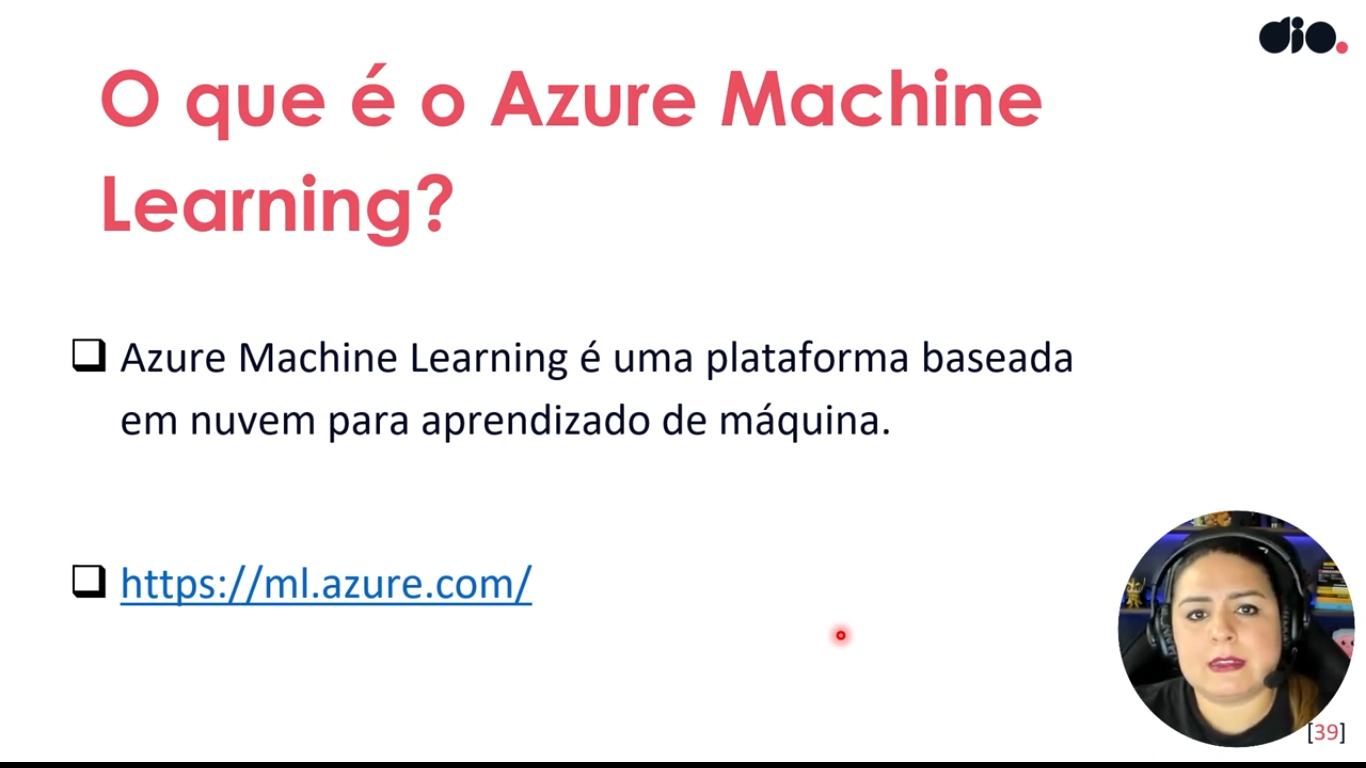 dio.
O que é o Azure Machine
Learning?
Azure Machine Learning é uma plataforma baseada
em nuvem para aprendizado de máquina.
https://ml.azure.com/
[39]